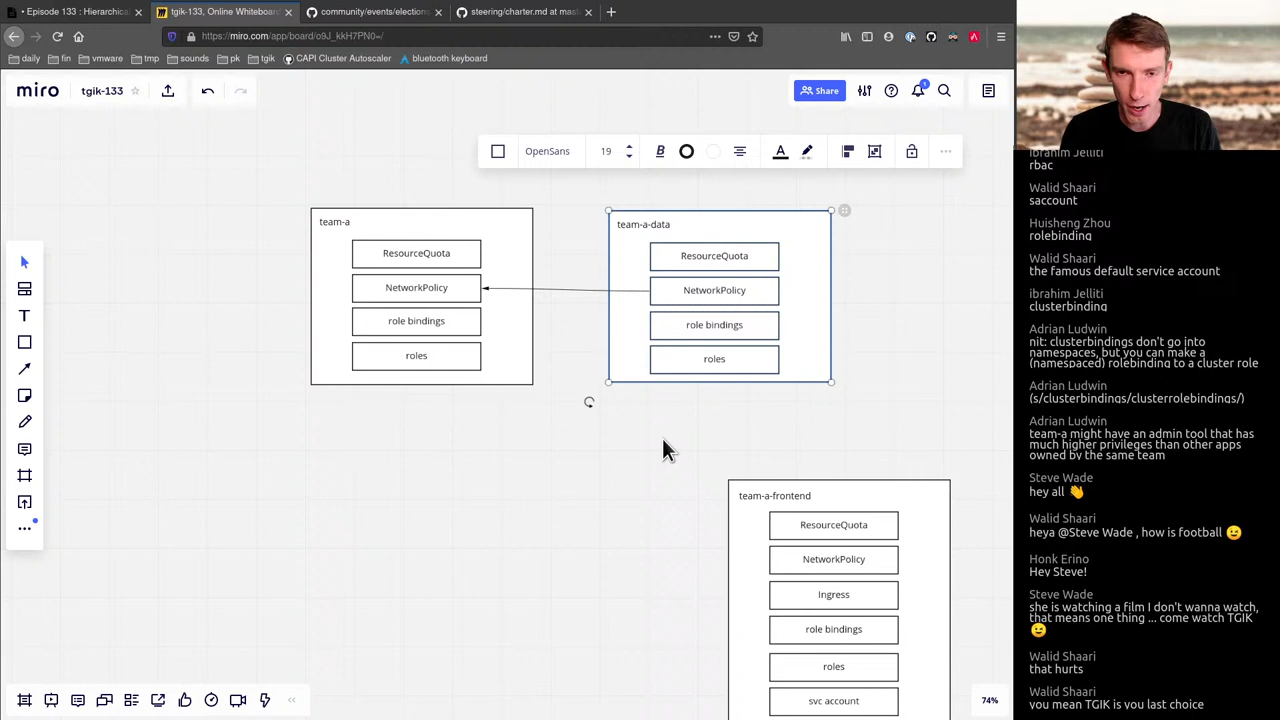 Episode 133 : Hierarchical
tgik-133, Online Whiteboard
community/events/elections
steering/charter.md at mas
https://miro.com/app/board/o9J_kkH7PN0=/
daily
fin
vmware
tmp
sounds
pk
tgik
CAPI Cluster Autoscaler
bluetooth keyboard
miro
tgik-133
Share
OpenSans
19
B
A
team-a
ResourceQuota
NetworkPolicy
role bindings
roles
team-a-data
ResourceQuota
NetworkPolicy
role bindings
roles
team-a-frontend
ResourceQuota
NetworkPolicy
Ingress
role bindings
roles
svc account
74%
Ibrahim Jelliti
rbac
Walid Shaari
saccount
Huisheng Zhou
rolebinding
Walid Shaari
the famous default service account
ibrahim Jelliti
clusterbinding
Adrian Ludwin
nit: clusterbindings don't go into
namespaces, but you can make a
(namespaced) rolebinding to a cluster role
Adrian Ludwin
(s/clusterbindings/clusterrolebindings/)
Adrian Ludwin
team-a might have an admin tool that has
much higher privileges than other apps
owned by the same team
Steve Wade
hey all 👋
Walid Shaari
heya @Steve Wade , how is football 😉
Honk Erino
Hey Steve!
Steve Wade
she is watching a film I don't wanna watch,
that means one thing ... come watch TGIK
😉
Walid Shaari
that hurts
Walid Shaari
you mean TGIK is you last choice